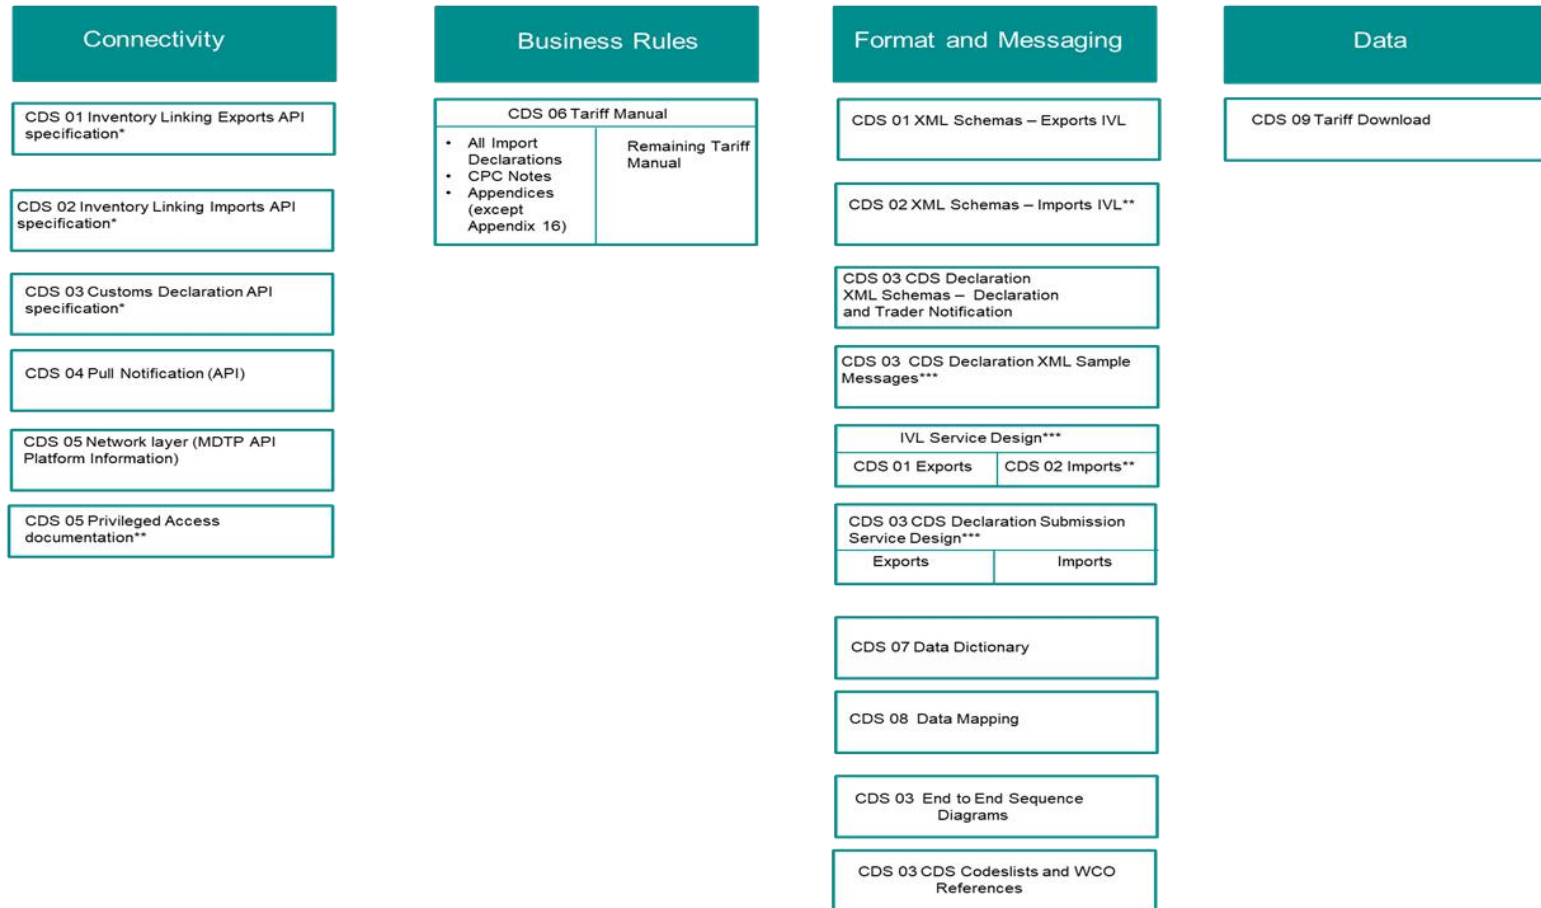 Connectivity
CDS 01 Inventory Linking Exports API
specification*
CDS 02 Inventory Linking Imports API
specification*
CDS 03 Customs Declaration API
specification*
CDS 04 Pull Notification (API)
CDS 05 Network layer (MDTP API
Platform Information)
CDS 05 Privileged Access
documentation**
Business Rules
CDS 06 Tariff Manual
• All Import
Declarations
• CPC Notes
• Appendices
(except
Appendix 16)
Remaining Tariff
Manual
Format and Messaging
CDS 01 XML Schemas – Exports IVL
CDS 02 XML Schemas – Imports IVL**
CDS 03 CDS Declaration
XML Schemas – Declaration
and Trader Notification
CDS 03 CDS Declaration XML Sample
Messages***
IVL Service Design***
CDS 01 Exports
CDS 02 Imports**
CDS 03 CDS Declaration Submission
Service Design***
Exports
Imports
CDS 07 Data Dictionary
CDS 08 Data Mapping
CDS 03 End to End Sequence
Diagrams
CDS 03 CDS Codeslists and WCO
References
Data
CDS 09 Tariff Download